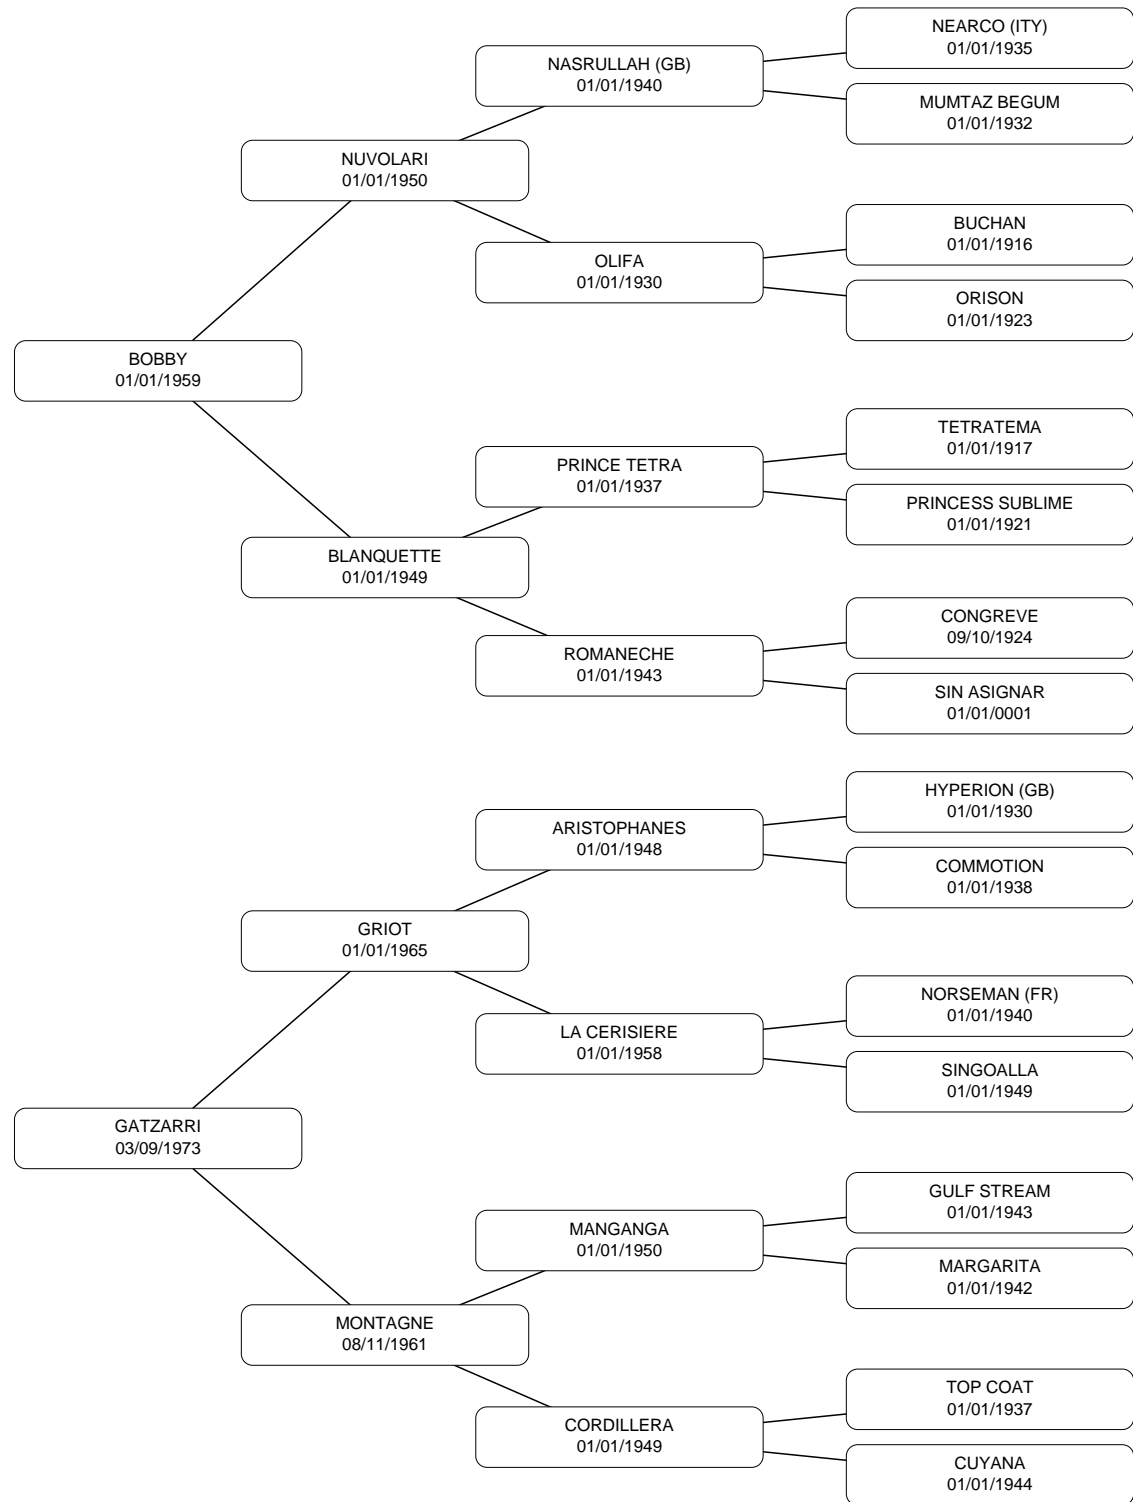 NEARCO (ITY)
01/01/1935
NASRULLAH (GB)
01/01/1940
MUMTAZ BEGUM
01/01/1932
NUVOLARI
01/01/1950
BUCHAN
01/01/1916
OLIFA
01/01/1930
ORISON
01/01/1923
BOBBY
01/01/1959
TETRATEMA
01/01/1917
PRINCE TETRA
01/01/1937
PRINCESS SUBLIME
01/01/1921
BLANQUETTE
01/01/1949
CONGREVE
09/10/1924
ROMANECHE
01/01/1943
SIN ASIGNAR
01/01/0001
HYPERION (GB)
01/01/1930
ARISTOPHANES
01/01/1948
COMMOTION
01/01/1938
GRIOT
01/01/1965
NORSEMAN (FR)
01/01/1940
LA CERISIERE
01/01/1958
SINGOALLA
01/01/1949
GATZARRI
03/09/1973
GULF STREAM
01/01/1943
MANGANGA
01/01/1950
MARGARITA
01/01/1942
MONTAGNE
08/11/1961
TOP COAT
01/01/1937
CORDILLERA
01/01/1949
CUYANA
01/01/1944